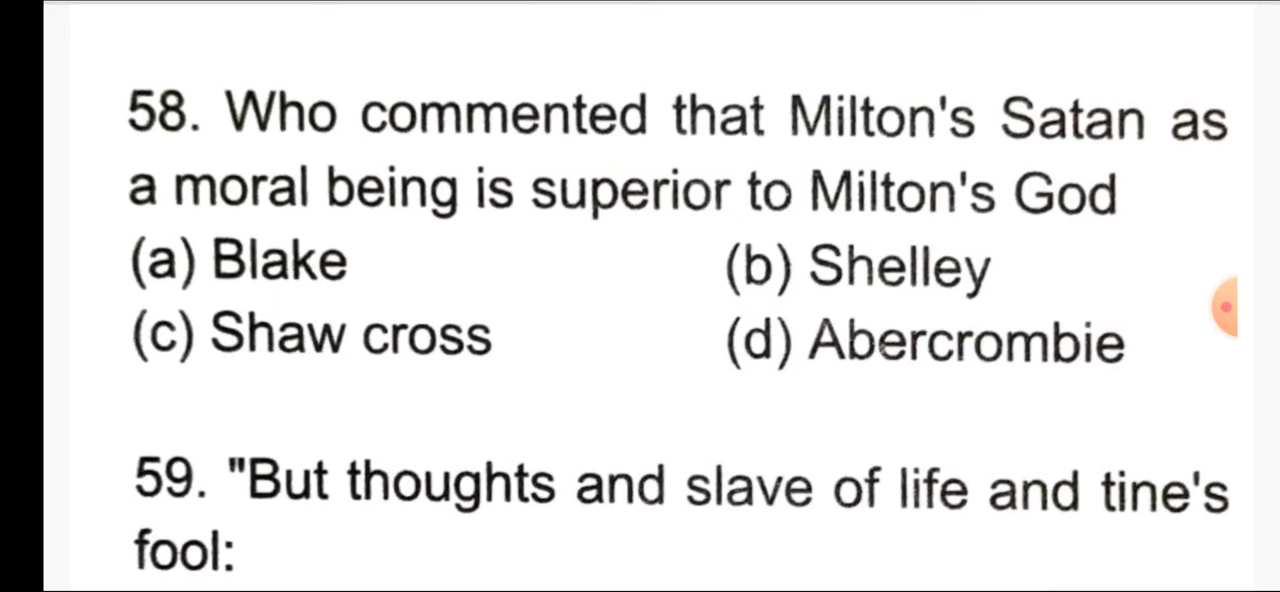 58. Who commented that Milton's Satan as
a moral being is superior to Milton's God
(a) Blake (b) Shelley
(c) Shaw cross (d) Abercrombie
59. "But thoughts and slave of life and tine's
fool: